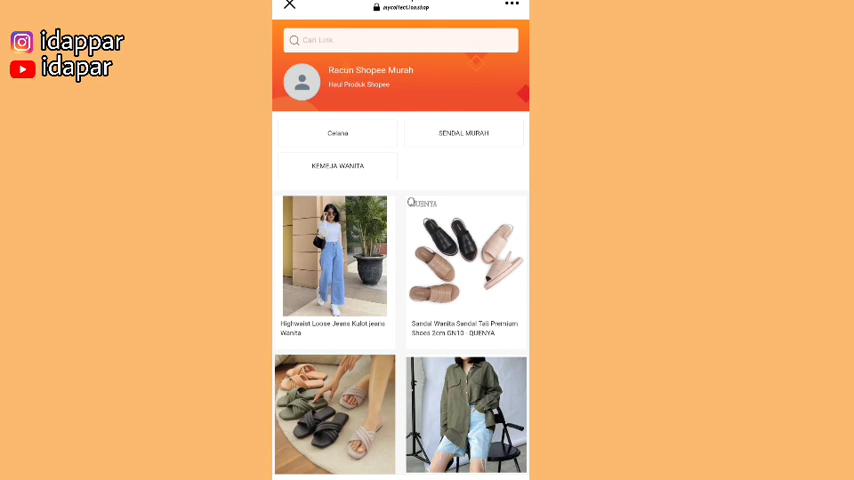 idappar
idapar
mycollection.shop
Cari Link
Racun Shopee Murah
Haul Produk Shopee
Celana
SENDAL MURAH
KEMEJA WANITA
QUENYA
Highwaist Loose Jeans Kulot jeans
Wanita
Sandal Wanita Sandal Tali Premium
Shoes 2cm GN13 - QUENYA